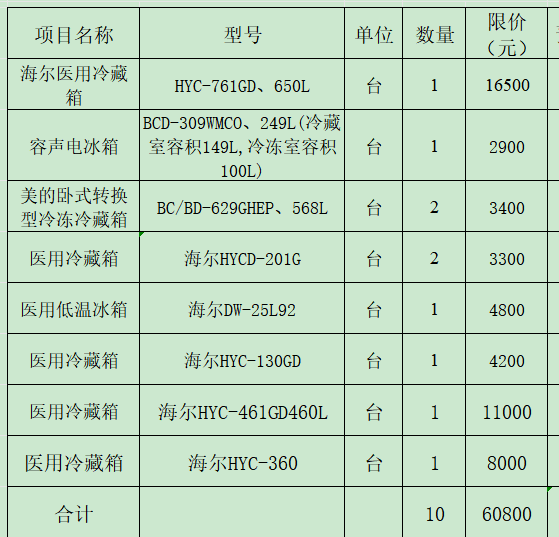 项目名称 型号 单位 数量 限价
（元）
海尔医用冷藏
箱 HYC-761GD、650L 台 1 16500
容声电冰箱 BCD-309WMCO、249L(冷藏
室容积149L,冷冻室容积
100L) 台 1 2900
美的卧式转换
型冷冻冷藏箱 BC/BD-629GHEP、568L 台 2 3400
医用冷藏箱 海尔HYCD-201G 台 2 3300
医用低温冰箱 海尔DW-25L92 台 1 4800
医用冷藏箱 海尔HYC-130GD 台 1 4200
医用冷藏箱 海尔HYC-461GD460L 台 1 11000
医用冷藏箱 海尔HYC-360 台 1 8000
合计 10 60800